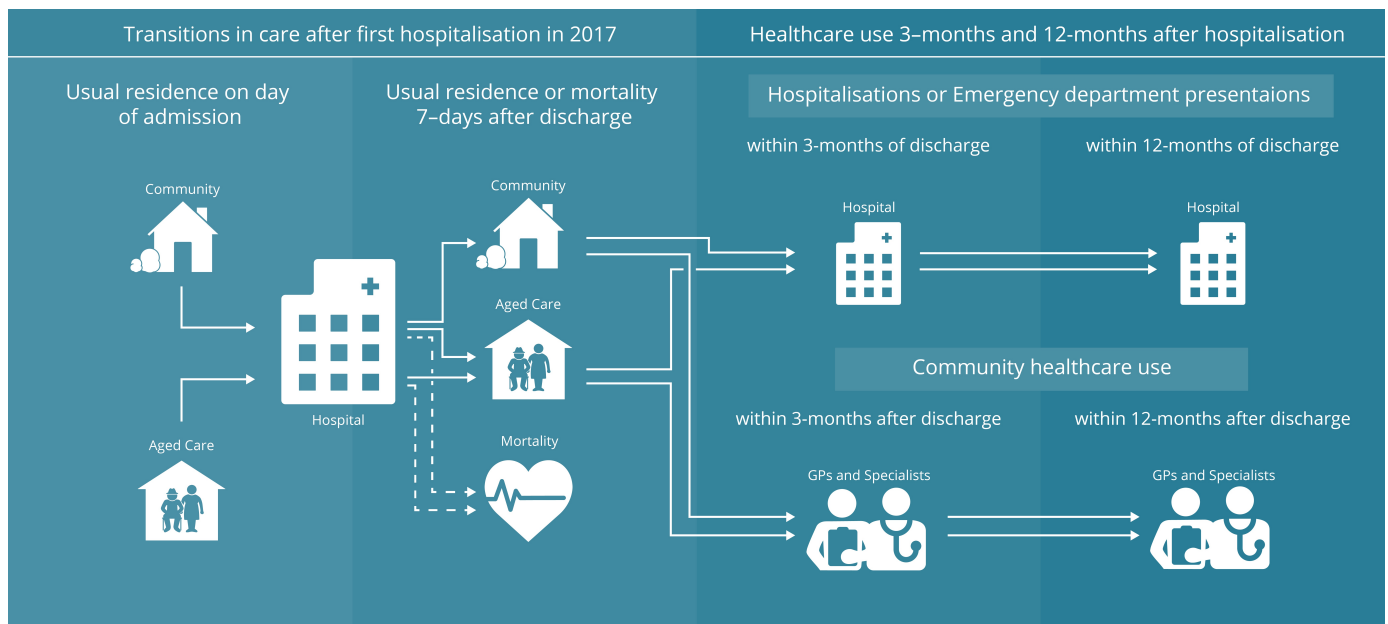 Transitions in care after first hospitalisation in 2017
Healthcare use 3–months and 12-months after hospitalisation
Usual residence on day
of admission
Usual residence or mortality
7–days after discharge
Hospitalisations or Emergency department presentaions
within 3-months of discharge
within 12-months of discharge
Community
Community
Hospital
Hospital
Aged Care
Hospital
Aged Care
Mortality
Community healthcare use
within 3-months after discharge
within 12-months after discharge
GPs and Specialists
GPs and Specialists